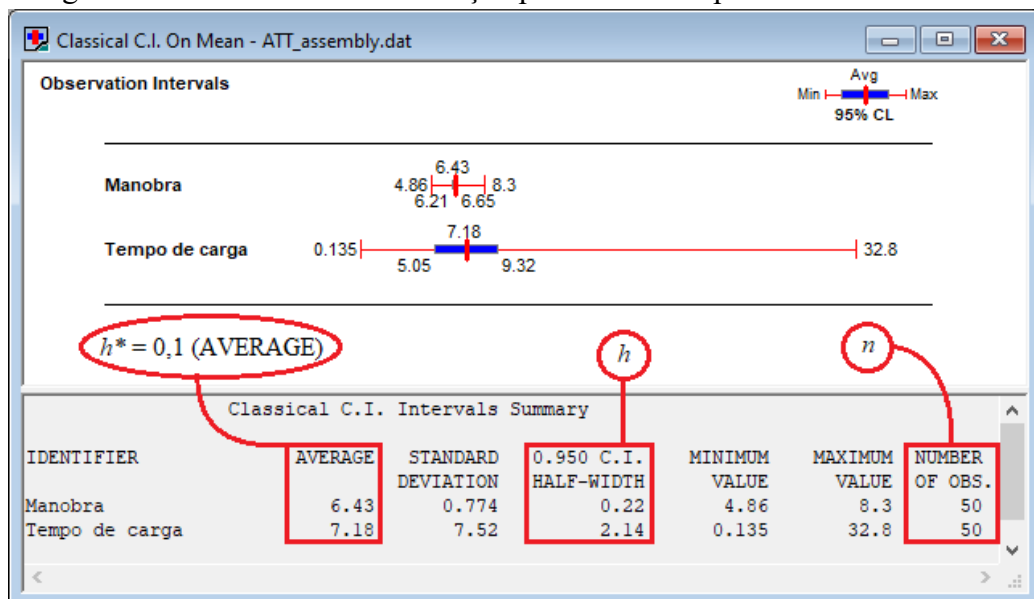 Classical C.I. On Mean - ATT_assembly.dat
Observation Intervals
Avg
Min Max
95% CL
Manobra 4.86 6.43 8.3
6.21 6.65
Tempo de carga 0.135 7.18 32.8
5.05 9.32
h* = 0,1 (AVERAGE) h n
Classical C.I. Intervals Summary
IDENTIFIER AVERAGE STANDARD 0.950 C.I. MINIMUM MAXIMUM NUMBER
DEVIATION HALF-WIDTH VALUE VALUE OF OBS.
Manobra 6.43 0.774 0.22 4.86 8.3 50
Tempo de carga 7.18 7.52 2.14 0.135 32.8 50